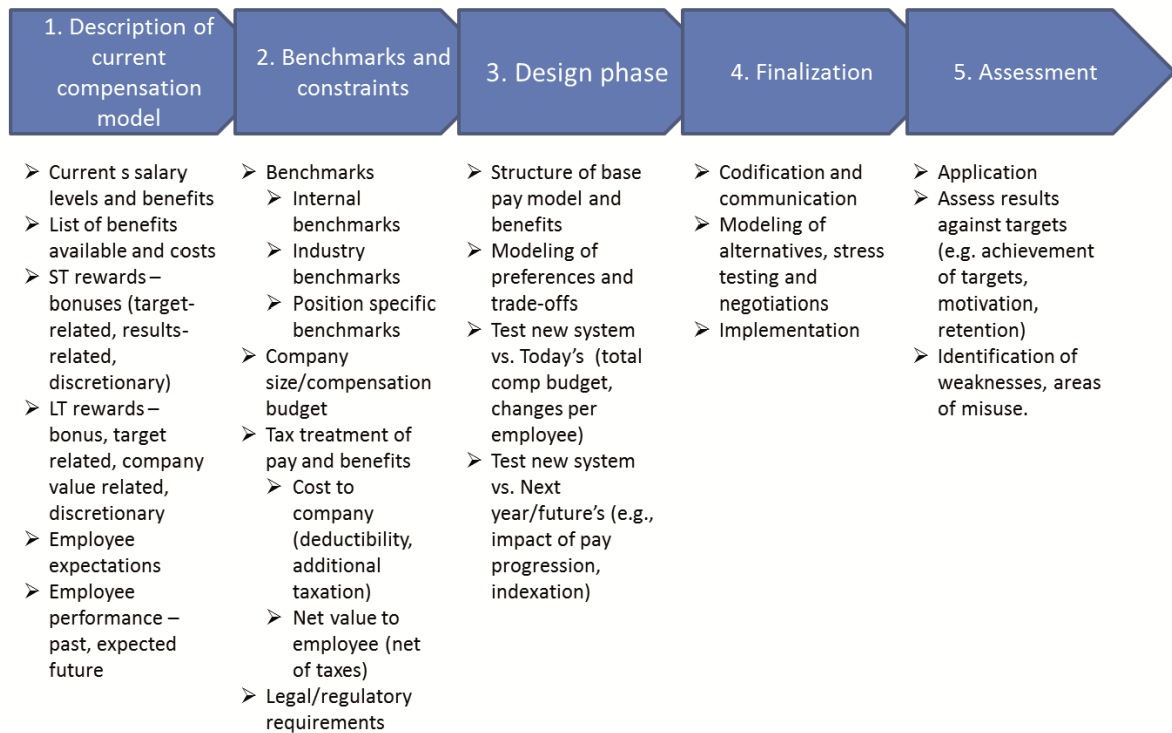 1. Description of
current
compensation
model
2. Benchmarks and
constraints
3. Design phase
4. Finalization
5. Assessment
➢ Current s salary
levels and benefits
➢ List of benefits
available and costs
➢ ST rewards –
bonuses (target-
related, results-
related,
discretionary)
➢ LT rewards –
bonus, target
related, company
value related,
discretionary
➢ Employee
expectations
➢ Employee
performance –
past, expected
future
➢ Benchmarks
➢ Internal
benchmarks
➢ Industry
benchmarks
➢ Position specific
benchmarks
➢ Company
size/compensation
budget
➢ Tax treatment of
pay and benefits
➢ Cost to
company
(deductibility,
additional
taxation)
➢ Net value to
employee (net
of taxes)
➢ Legal/regulatory
requirements
➢ Structure of base
pay model and
benefits
➢ Modeling of
preferences and
trade-offs
➢ Test new system
vs. Today’s (total
comp budget,
changes per
employee)
➢ Test new system
vs. Next
year/future’s (e.g.,
impact of pay
progression,
indexation)
➢ Codification and
communication
➢ Modeling of
alternatives, stress
testing and
negotiations
➢ Implementation
➢ Application
➢ Assess results
against targets
(e.g. achievement
of targets,
motivation,
retention)
➢ Identification of
weaknesses, areas
of misuse.